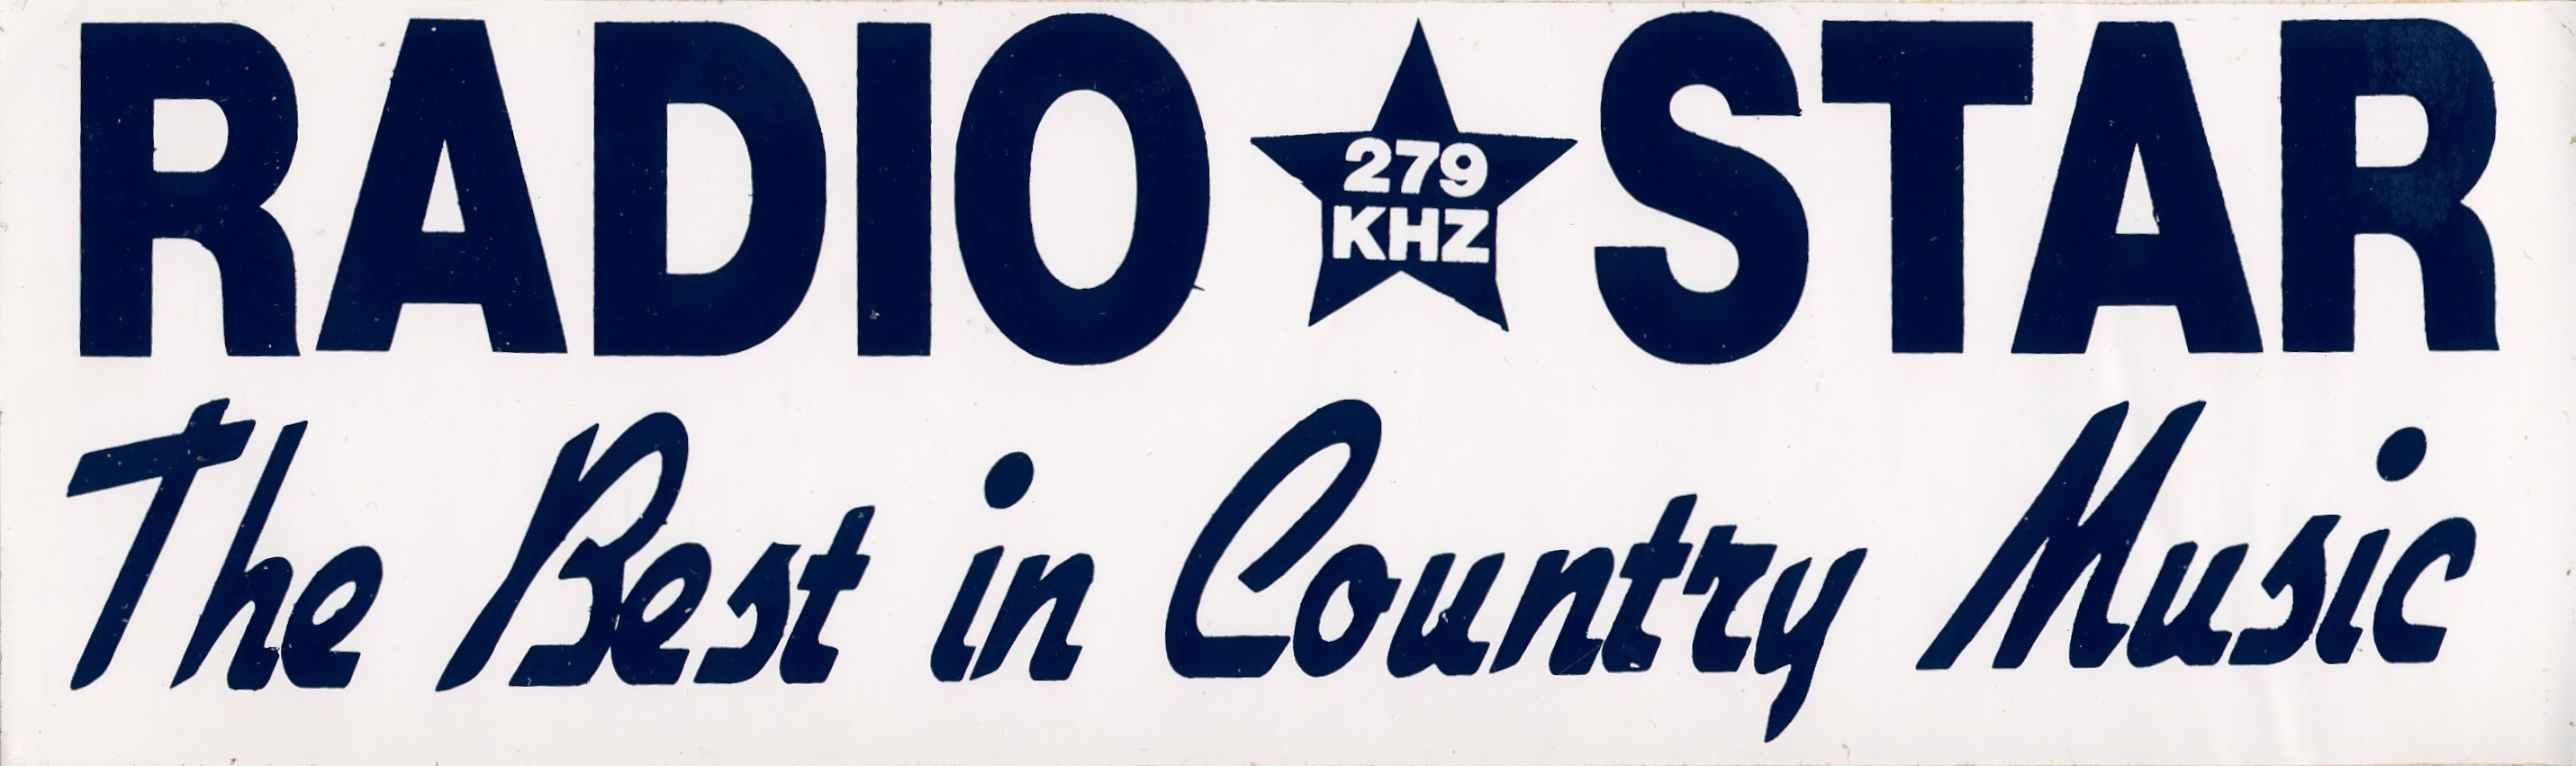 RADIO STAR
279
KHZ
The Best in Country Music